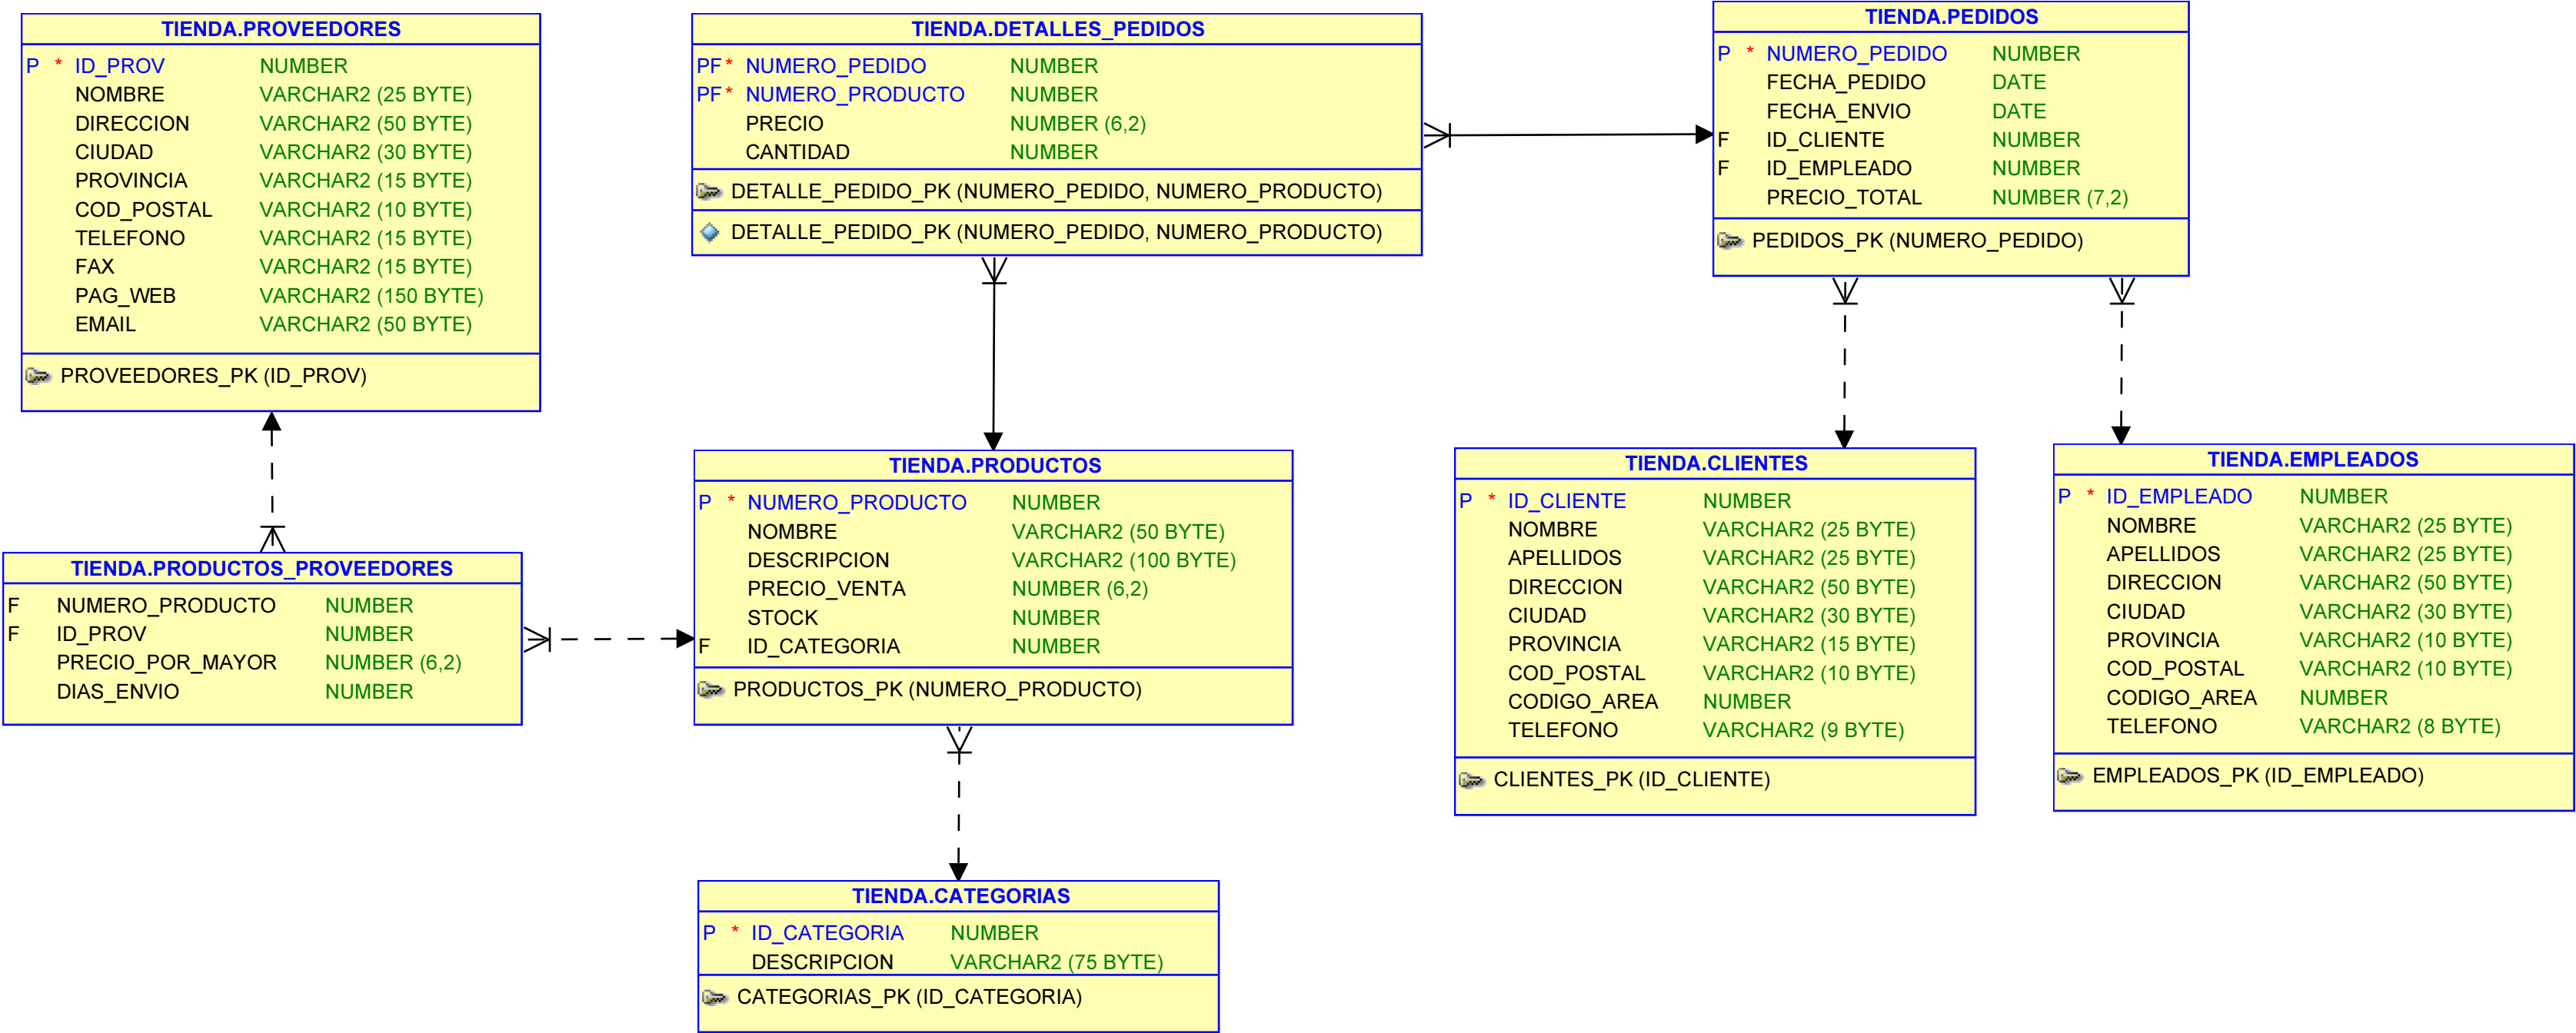 TIENDA.PROVEEDORES
P * ID_PROV NUMBER
NOMBRE VARCHAR2 (25 BYTE)
DIRECCION VARCHAR2 (50 BYTE)
CIUDAD VARCHAR2 (30 BYTE)
PROVINCIA VARCHAR2 (15 BYTE)
COD_POSTAL VARCHAR2 (10 BYTE)
TELEFONO VARCHAR2 (15 BYTE)
FAX VARCHAR2 (15 BYTE)
PAG_WEB VARCHAR2 (150 BYTE)
EMAIL VARCHAR2 (50 BYTE)
PROVEEDORES_PK (ID_PROV)
TIENDA.DETALLES_PEDIDOS
PF * NUMERO_PEDIDO NUMBER
PF * NUMERO_PRODUCTO NUMBER
PRECIO NUMBER (6,2)
CANTIDAD NUMBER
DETALLE_PEDIDO_PK (NUMERO_PEDIDO, NUMERO_PRODUCTO)
DETALLE_PEDIDO_PK (NUMERO_PEDIDO, NUMERO_PRODUCTO)
TIENDA.PEDIDOS
P * NUMERO_PEDIDO NUMBER
FECHA_PEDIDO DATE
FECHA_ENVIO DATE
F ID_CLIENTE NUMBER
F ID_EMPLEADO NUMBER
PRECIO_TOTAL NUMBER (7,2)
PEDIDOS_PK (NUMERO_PEDIDO)
TIENDA.PRODUCTOS_PROVEEDORES
F NUMERO_PRODUCTO NUMBER
F ID_PROV NUMBER
PRECIO_POR_MAYOR NUMBER (6,2)
DIAS_ENVIO NUMBER
TIENDA.PRODUCTOS
P * NUMERO_PRODUCTO NUMBER
NOMBRE VARCHAR2 (50 BYTE)
DESCRIPCION VARCHAR2 (100 BYTE)
PRECIO_VENTA NUMBER (6,2)
STOCK NUMBER
F ID_CATEGORIA NUMBER
PRODUCTOS_PK (NUMERO_PRODUCTO)
TIENDA.CLIENTES
P * ID_CLIENTE NUMBER
NOMBRE VARCHAR2 (25 BYTE)
APELLIDOS VARCHAR2 (25 BYTE)
DIRECCION VARCHAR2 (50 BYTE)
CIUDAD VARCHAR2 (30 BYTE)
PROVINCIA VARCHAR2 (15 BYTE)
COD_POSTAL VARCHAR2 (10 BYTE)
CODIGO_AREA NUMBER
TELEFONO VARCHAR2 (9 BYTE)
CLIENTES_PK (ID_CLIENTE)
TIENDA.EMPLEADOS
P * ID_EMPLEADO NUMBER
NOMBRE VARCHAR2 (25 BYTE)
APELLIDOS VARCHAR2 (25 BYTE)
DIRECCION VARCHAR2 (50 BYTE)
CIUDAD VARCHAR2 (30 BYTE)
PROVINCIA VARCHAR2 (10 BYTE)
COD_POSTAL VARCHAR2 (10 BYTE)
CODIGO_AREA NUMBER
TELEFONO VARCHAR2 (8 BYTE)
EMPLEADOS_PK (ID_EMPLEADO)
TIENDA.CATEGORIAS
P * ID_CATEGORIA NUMBER
DESCRIPCION VARCHAR2 (75 BYTE)
CATEGORIAS_PK (ID_CATEGORIA)